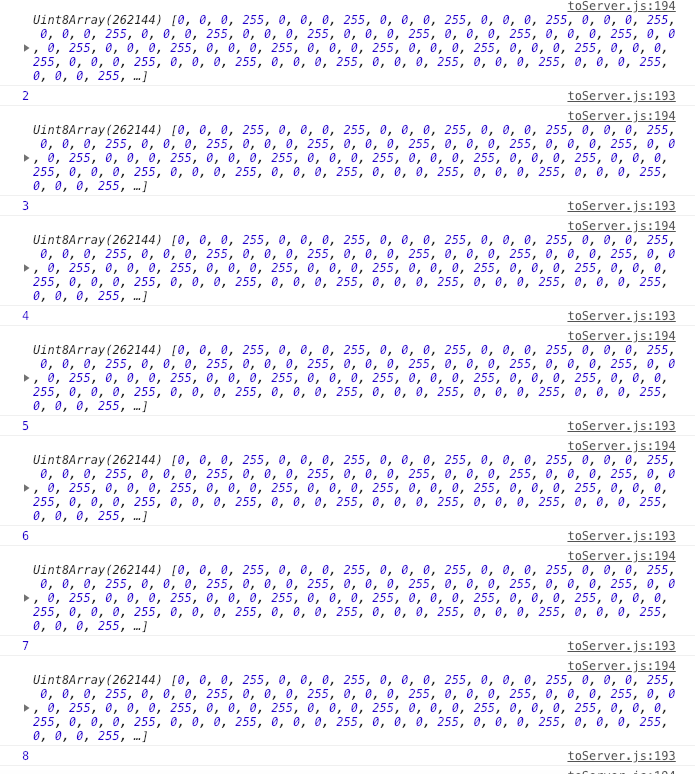 toServer.js:194
Uint8Array(262144) [0, 0, 0, 255, 0, 0, 0, 255, 0, 0, 0, 255, 0, 0, 0, 255, 0, 0, 0, 255,
0, 0, 0, 255, 0, 0, 0, 255, 0, 0, 0, 255, 0, 0, 0, 255, 0, 0, 0, 255, 0, 0, 0, 255, 0, 0
, 0, 255, 0, 0, 0, 255, 0, 0, 0, 255, 0, 0, 0, 255, 0, 0, 0, 255, 0, 0, 0, 255, 0, 0, 0,
255, 0, 0, 0, 255, 0, 0, 0, 255, 0, 0, 0, 255, 0, 0, 0, 255, 0, 0, 0, 255, 0, 0, 0, 255,
0, 0, 0, 255, …]
2 toServer.js:193
toServer.js:194
Uint8Array(262144) [0, 0, 0, 255, 0, 0, 0, 255, 0, 0, 0, 255, 0, 0, 0, 255, 0, 0, 0, 255,
0, 0, 0, 255, 0, 0, 0, 255, 0, 0, 0, 255, 0, 0, 0, 255, 0, 0, 0, 255, 0, 0, 0, 255, 0, 0
, 0, 255, 0, 0, 0, 255, 0, 0, 0, 255, 0, 0, 0, 255, 0, 0, 0, 255, 0, 0, 0, 255, 0, 0, 0,
255, 0, 0, 0, 255, 0, 0, 0, 255, 0, 0, 0, 255, 0, 0, 0, 255, 0, 0, 0, 255, 0, 0, 0, 255,
0, 0, 0, 255, …]
3 toServer.js:193
toServer.js:194
Uint8Array(262144) [0, 0, 0, 255, 0, 0, 0, 255, 0, 0, 0, 255, 0, 0, 0, 255, 0, 0, 0, 255,
0, 0, 0, 255, 0, 0, 0, 255, 0, 0, 0, 255, 0, 0, 0, 255, 0, 0, 0, 255, 0, 0, 0, 255, 0, 0
, 0, 255, 0, 0, 0, 255, 0, 0, 0, 255, 0, 0, 0, 255, 0, 0, 0, 255, 0, 0, 0, 255, 0, 0, 0,
255, 0, 0, 0, 255, 0, 0, 0, 255, 0, 0, 0, 255, 0, 0, 0, 255, 0, 0, 0, 255, 0, 0, 0, 255,
0, 0, 0, 255, …]
4 toServer.js:193
toServer.js:194
Uint8Array(262144) [0, 0, 0, 255, 0, 0, 0, 255, 0, 0, 0, 255, 0, 0, 0, 255, 0, 0, 0, 255,
0, 0, 0, 255, 0, 0, 0, 255, 0, 0, 0, 255, 0, 0, 0, 255, 0, 0, 0, 255, 0, 0, 0, 255, 0, 0
, 0, 255, 0, 0, 0, 255, 0, 0, 0, 255, 0, 0, 0, 255, 0, 0, 0, 255, 0, 0, 0, 255, 0, 0, 0,
255, 0, 0, 0, 255, 0, 0, 0, 255, 0, 0, 0, 255, 0, 0, 0, 255, 0, 0, 0, 255, 0, 0, 0, 255,
0, 0, 0, 255, …]
5 toServer.js:193
toServer.js:194
Uint8Array(262144) [0, 0, 0, 255, 0, 0, 0, 255, 0, 0, 0, 255, 0, 0, 0, 255, 0, 0, 0, 255,
0, 0, 0, 255, 0, 0, 0, 255, 0, 0, 0, 255, 0, 0, 0, 255, 0, 0, 0, 255, 0, 0, 0, 255, 0, 0
, 0, 255, 0, 0, 0, 255, 0, 0, 0, 255, 0, 0, 0, 255, 0, 0, 0, 255, 0, 0, 0, 255, 0, 0, 0,
255, 0, 0, 0, 255, 0, 0, 0, 255, 0, 0, 0, 255, 0, 0, 0, 255, 0, 0, 0, 255, 0, 0, 0, 255,
0, 0, 0, 255, …]
6 toServer.js:193
toServer.js:194
Uint8Array(262144) [0, 0, 0, 255, 0, 0, 0, 255, 0, 0, 0, 255, 0, 0, 0, 255, 0, 0, 0, 255,
0, 0, 0, 255, 0, 0, 0, 255, 0, 0, 0, 255, 0, 0, 0, 255, 0, 0, 0, 255, 0, 0, 0, 255, 0, 0
, 0, 255, 0, 0, 0, 255, 0, 0, 0, 255, 0, 0, 0, 255, 0, 0, 0, 255, 0, 0, 0, 255, 0, 0, 0,
255, 0, 0, 0, 255, 0, 0, 0, 255, 0, 0, 0, 255, 0, 0, 0, 255, 0, 0, 0, 255, 0, 0, 0, 255,
0, 0, 0, 255, …]
7 toServer.js:193
toServer.js:194
Uint8Array(262144) [0, 0, 0, 255, 0, 0, 0, 255, 0, 0, 0, 255, 0, 0, 0, 255, 0, 0, 0, 255,
0, 0, 0, 255, 0, 0, 0, 255, 0, 0, 0, 255, 0, 0, 0, 255, 0, 0, 0, 255, 0, 0, 0, 255, 0, 0
, 0, 255, 0, 0, 0, 255, 0, 0, 0, 255, 0, 0, 0, 255, 0, 0, 0, 255, 0, 0, 0, 255, 0, 0, 0,
255, 0, 0, 0, 255, 0, 0, 0, 255, 0, 0, 0, 255, 0, 0, 0, 255, 0, 0, 0, 255, 0, 0, 0, 255,
0, 0, 0, 255, …]
8 toServer.js:193